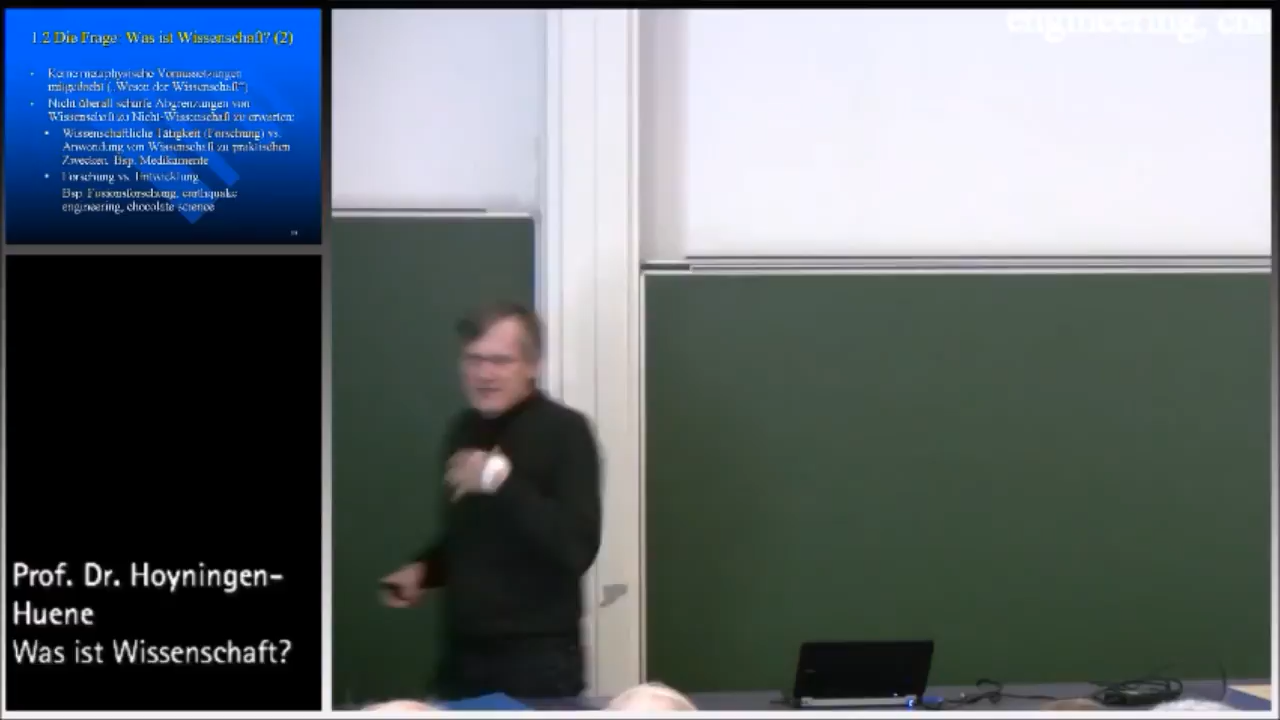 1.2 Die Frage: Was ist Wissenschaft? (2)
Keine metaphysische Voraussetzungen
mitgedacht („Wesen der Wissenschaft“)
Nicht überall scharfe Abgrenzungen von
Wissenschaft zu Nicht-Wissenschaft zu erwarten:
Wissenschaftliche Tätigkeit (Forschung) vs.
Anwendung von Wissenschaft zu praktischen
Zwecken. Bsp. Medikamente
Forschung vs. Entwicklung
Bsp. Fusionsforschung, earthquake
engineering, chocolate science
engineering, cho
Prof. Dr. Hoyningen-
Huene
Was ist Wissenschaft?